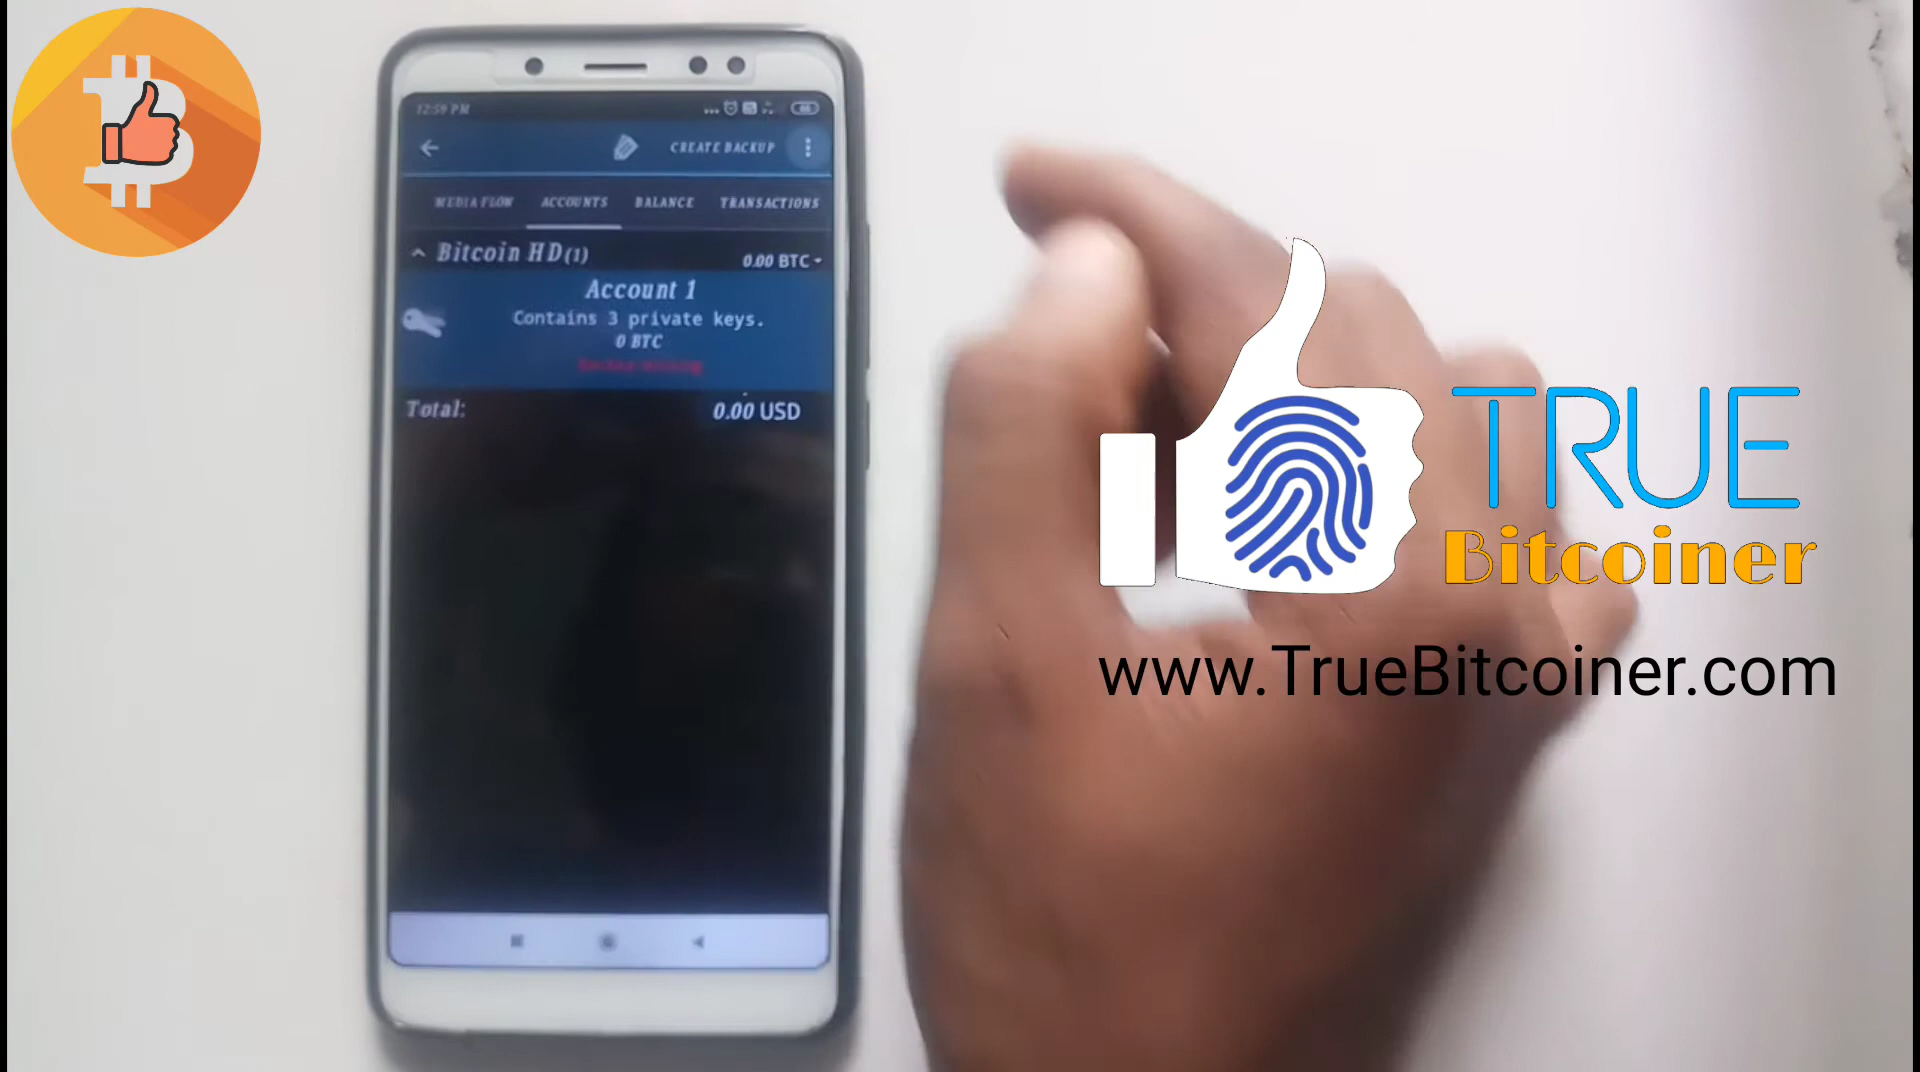 12:59 PM
CREATE BACKUP
MEDIA FLOW ACCOUNTS BALANCE TRANSACTIONS
Bitcoin HD(1) 0.00 BTC
Account 1
Contains 3 private keys.
0 BTC
Total: 0.00 USD
TRUE
Bitcoiner
www.TrueBitcoiner.com